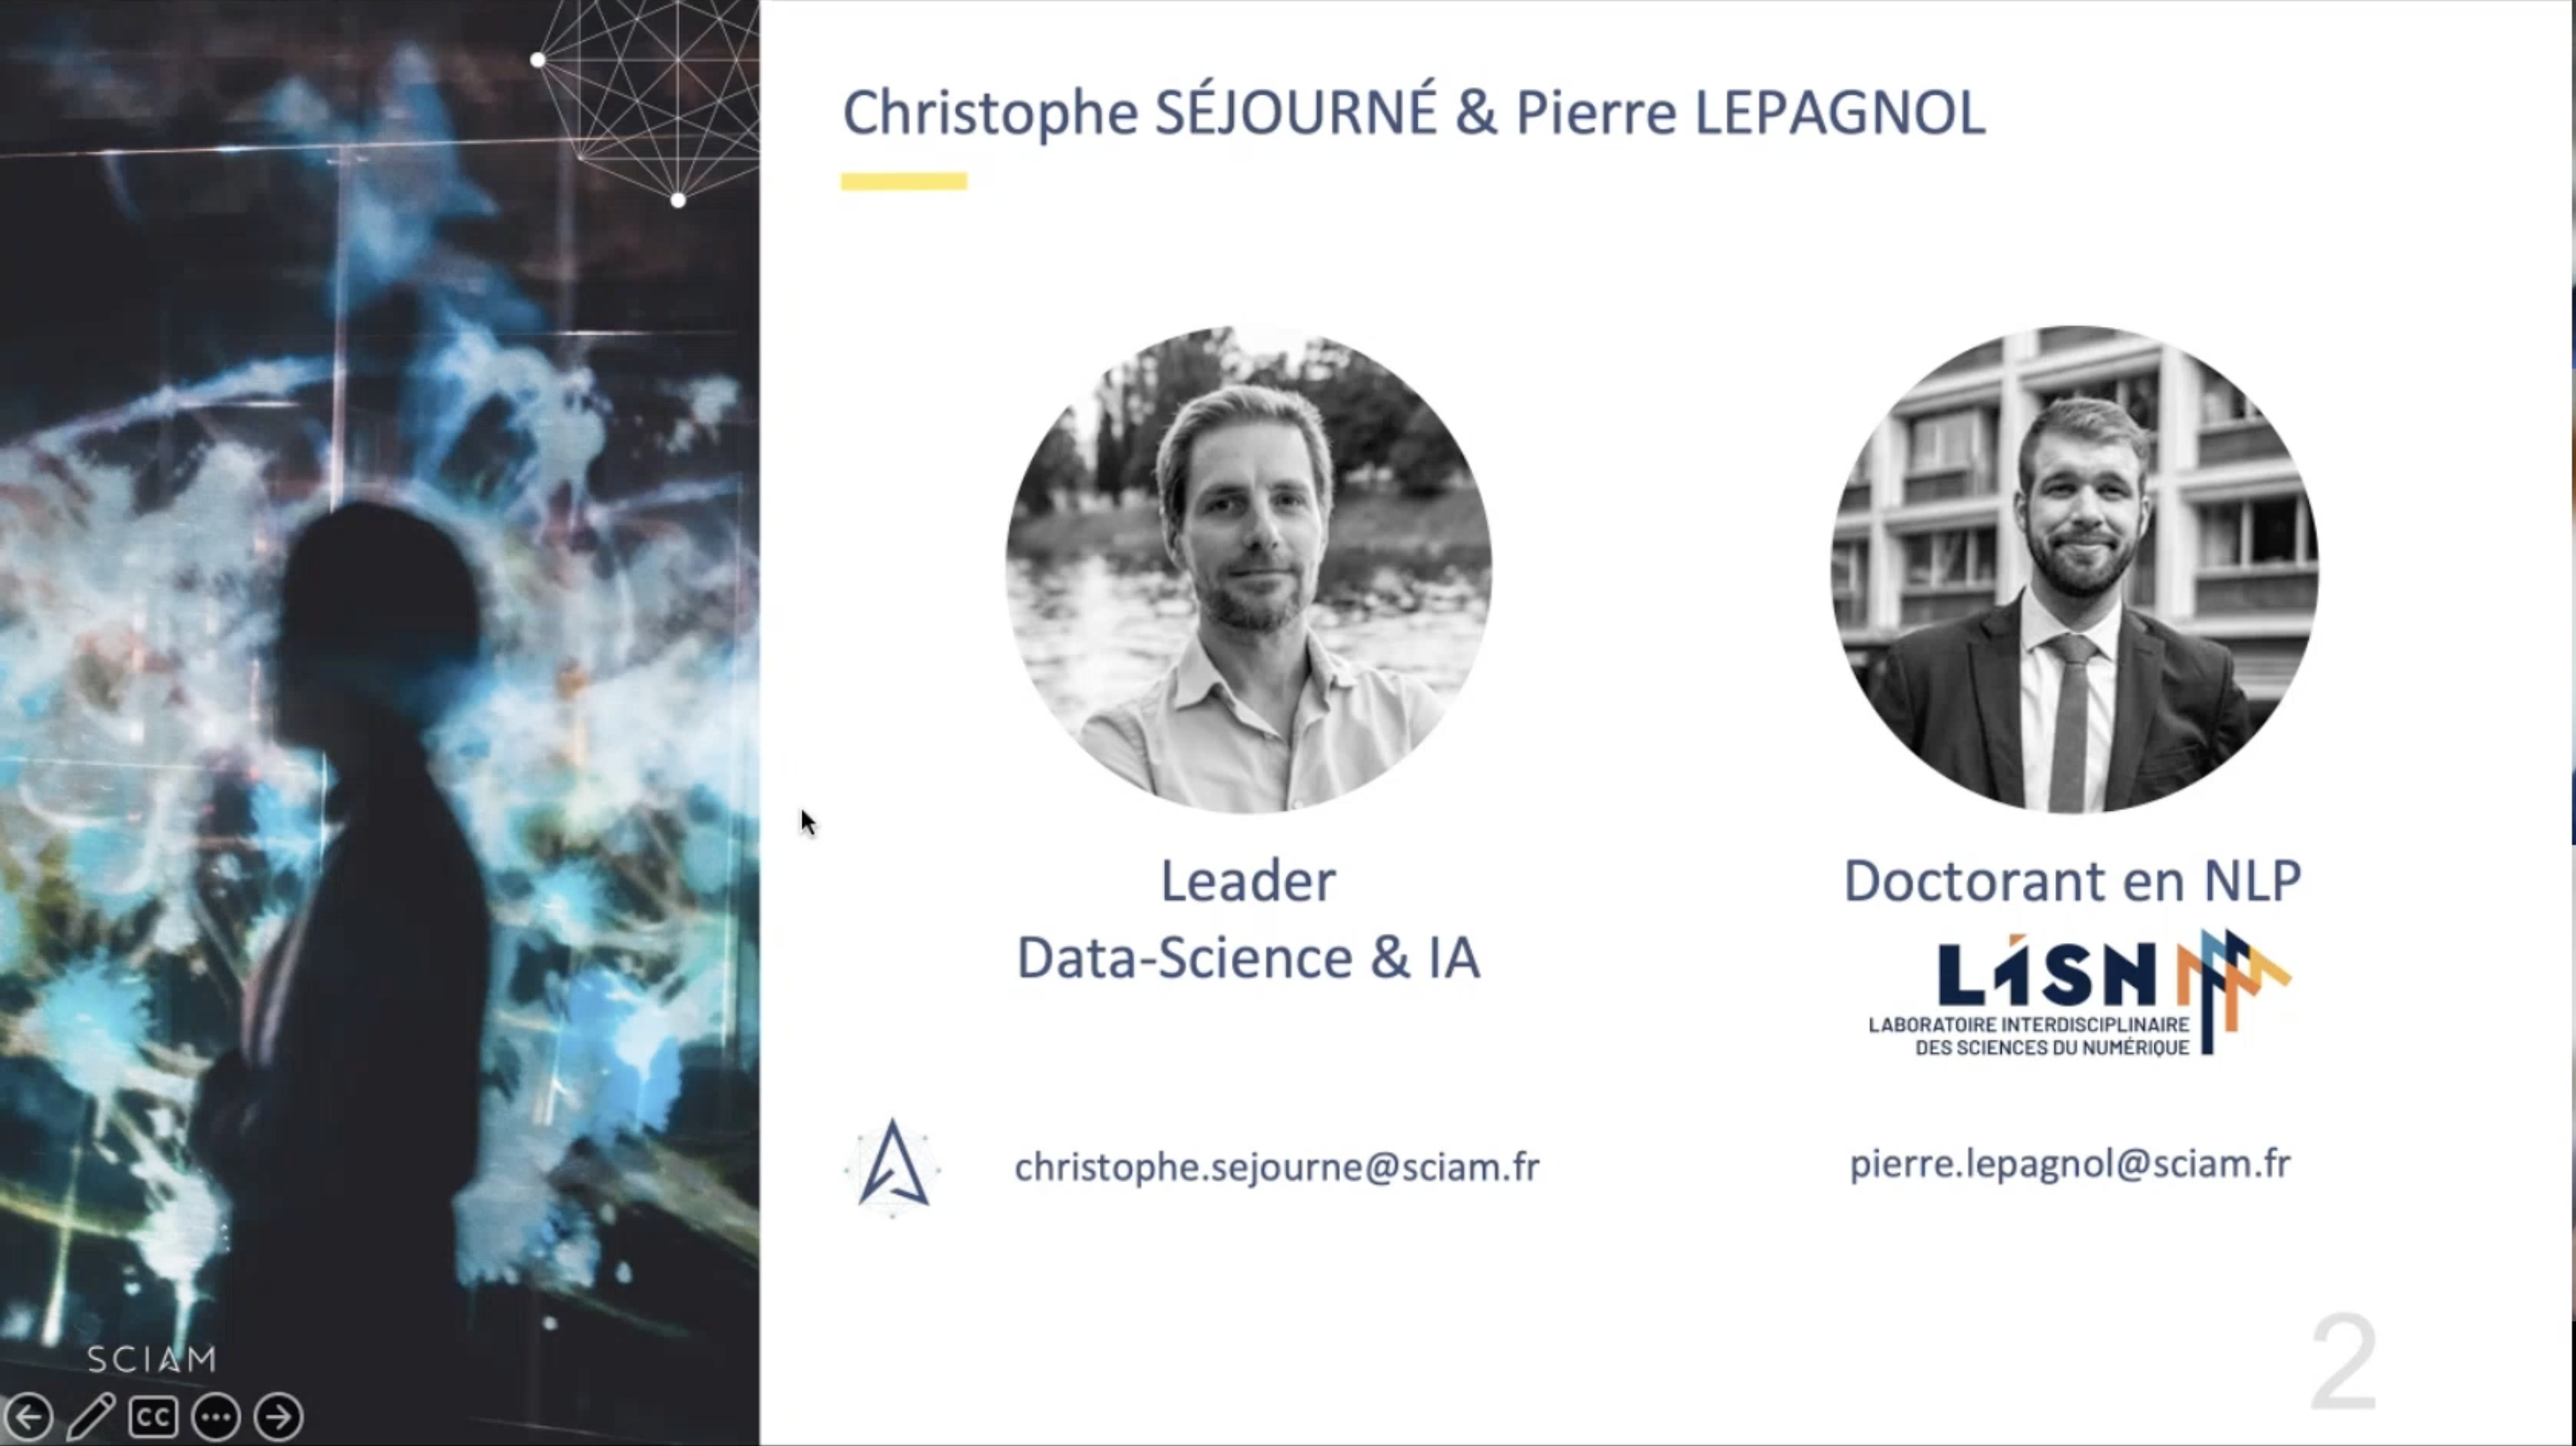 Christophe SÉJOURNÉ & Pierre LEPAGNOL
Leader
Data-Science & IA
Doctorant en NLP
LISN
LABORATOIRE INTERDISCIPLINAIRE
DES SCIENCES DU NUMÉRIQUE
christophe.sejourne@sciam.fr
pierre.lepagnol@sciam.fr
SCIAM
CC
2